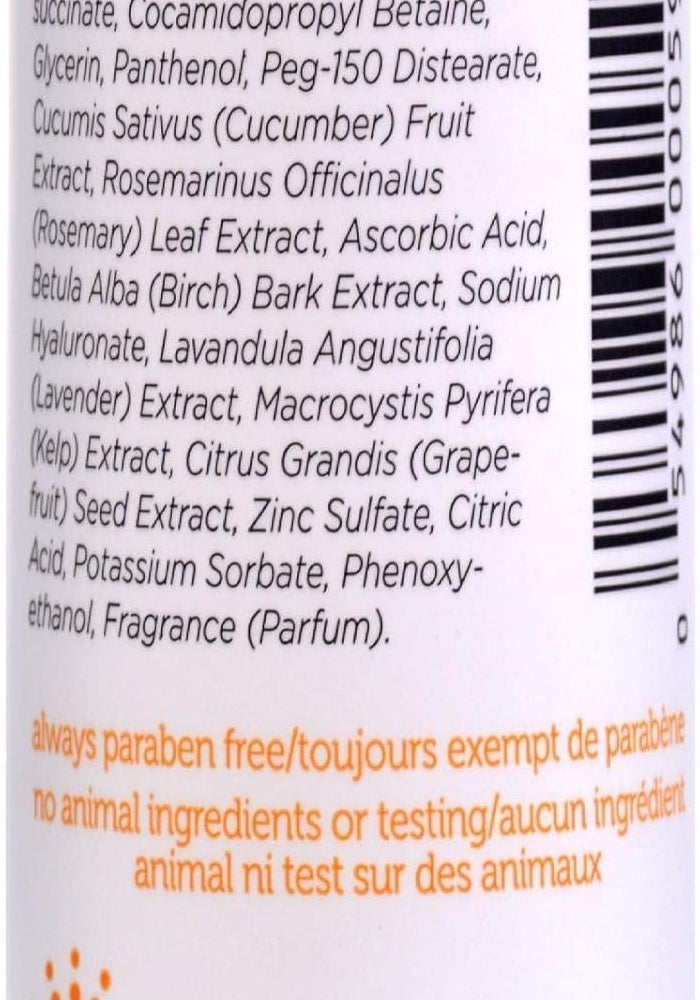 succinate, Cocamidopropyl Betaine,
Glycerin, Panthenol, Peg-150 Distearate,
Cucumis Sativus (Cucumber) Fruit
Extract, Rosemarinus Officinalus
(Rosemary) Leaf Extract, Ascorbic Acid,
Betula Alba (Birch) Bark Extract, Sodium
Hyaluronate, Lavandula Angustifolia
(Lavender) Extract, Macrocystis Pyrifera
(Kelp) Extract, Citrus Grandis (Grape-
fruit) Seed Extract, Zinc Sulfate, Citric
Acid, Potassium Sorbate, Phenoxy-
ethanol, Fragrance (Parfum).
always paraben free/toujours exempt de parabène
no animal ingredients or testing/aucun ingrédient
animal ni test sur des animaux
0 54986 0005